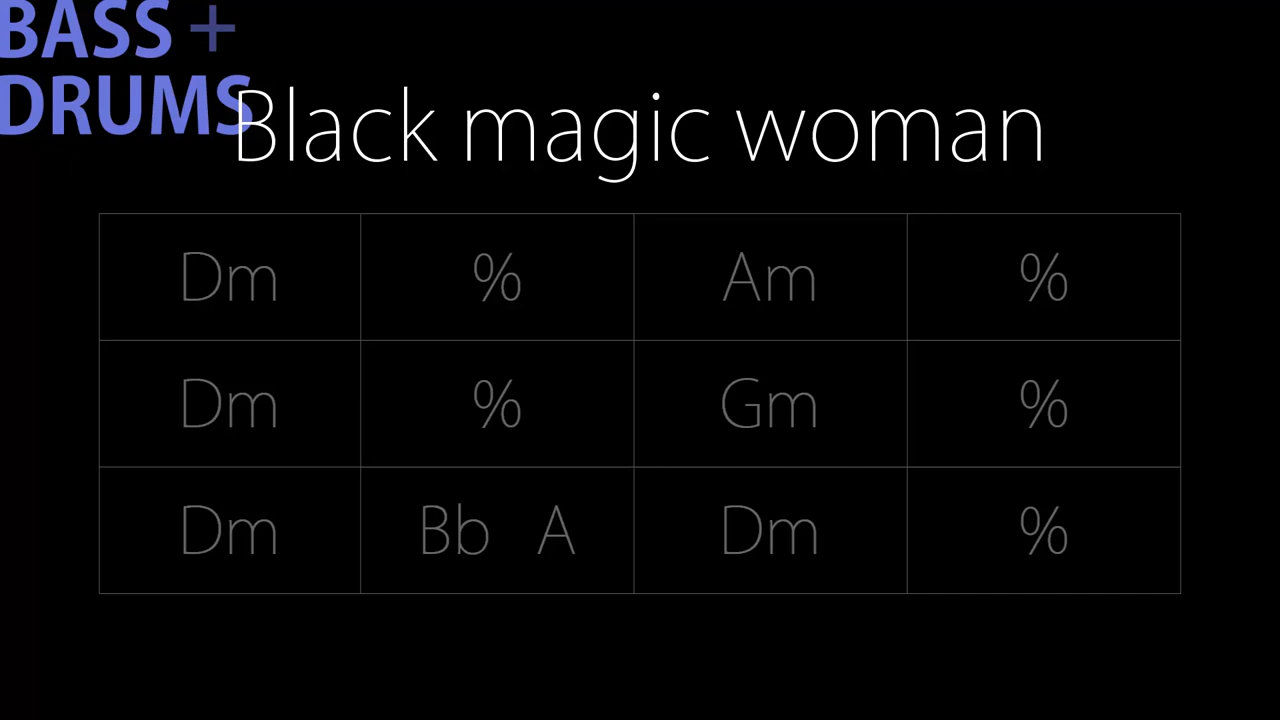 BASS +
DRUMS
Black magic woman
Dm % Am %
Dm % Gm %
Dm Bb A Dm %